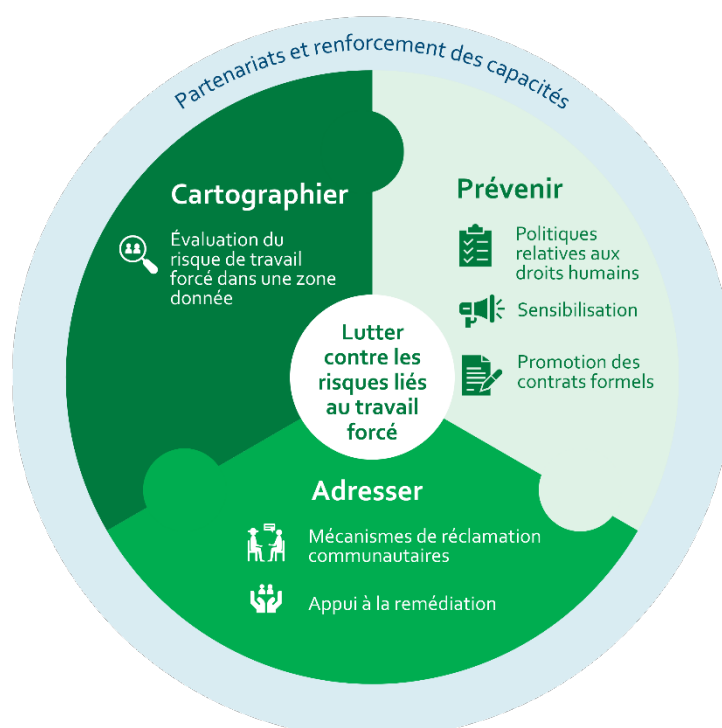 Partenariats et renforcement des capacités
Cartographier
Évaluation du
risque de travail
forcé dans une zone
donnée
Prévenir
Politiques
relatives aux
droits humains
Sensibilisation
Promotion des
contrats formels
Lutter
contre les
risques liés
au travail
forcé
Adresser
Mécanismes de réclamation
communautaires
Appui à la remédiation